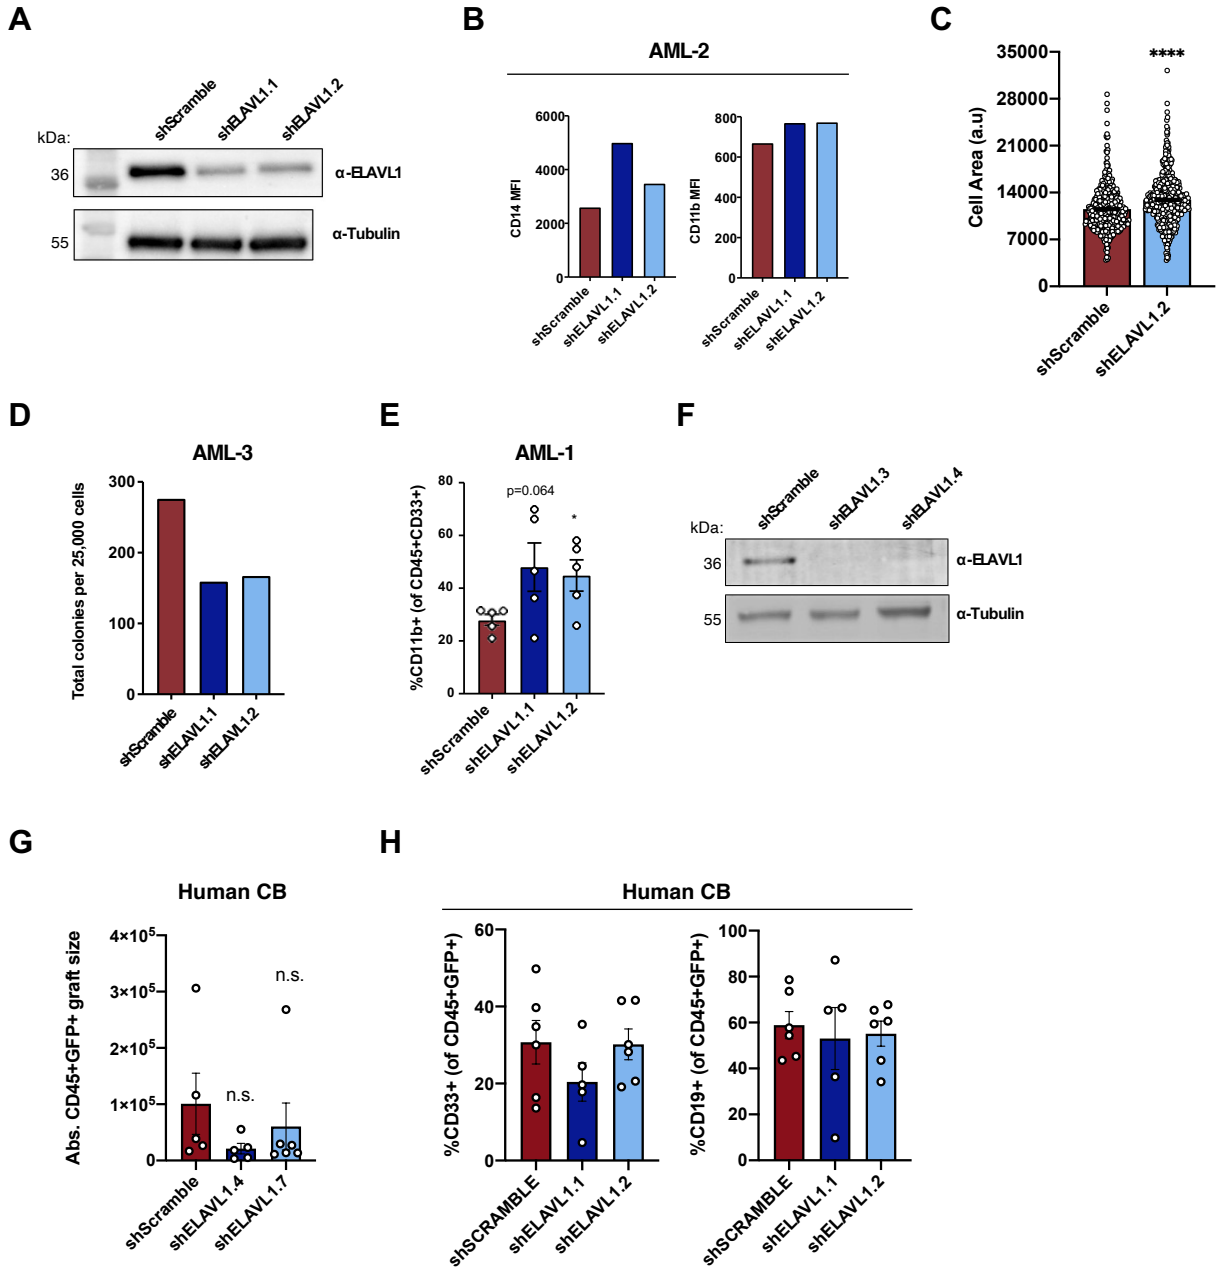 A
kDa:
shScramble
shELAVL1.1
shELAVL1.2
36
α-ELAVL1
55
α-Tubulin
B
AML-2
CD14 MFI
6000
4000
2000
0
shScramble
shELAVL1.1
shELAVL1.2
CD11b MFI
800
600
400
200
0
shScramble
shELAVL1.1
shELAVL1.2
C
Cell Area (a.u)
35000
28000
21000
14000
7000
0
****
shScramble
shELAVL1.2
D
AML-3
Total colonies per 25,000 cells
300
200
100
0
shScramble
shELAVL1.1
shELAVL1.2
E
AML-1
%CD11b+ (of CD45+CD33+)
80
60
40
20
0
p=0.064
*
shScramble
shELAVL1.1
shELAVL1.2
F
kDa:
shScramble
shELAVL1.3
shELAVL1.4
36
α-ELAVL1
55
α-Tubulin
G
Human CB
Abs. CD45+GFP+ graft size
4×10⁵
3×10⁵
2×10⁵
1×10⁵
0
n.s.
n.s.
shScramble
shELAVL1.4
shELAVL1.7
H
Human CB
%CD33+ (of CD45+GFP+)
60
40
20
0
shSCRAMBLE
shELAVL1.1
shELAVL1.2
%CD19+ (of CD45+GFP+)
100
80
60
40
20
0
shSCRAMBLE
shELAVL1.1
shELAVL1.2